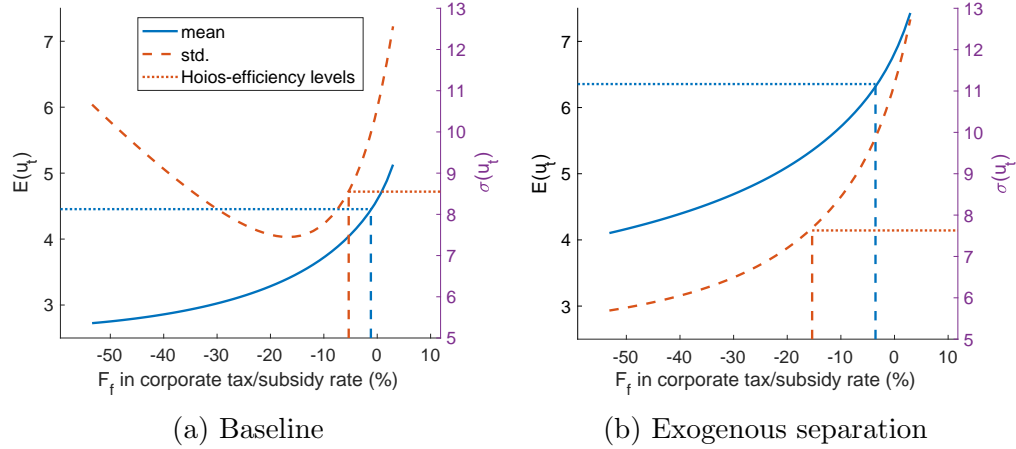 mean
std.
Hoios-efficiency levels
7
6
5
4
3
E(u_t)
13
12
11
10
9
8
7
6
5
σ(u_t)
-50 -40 -30 -20 -10 0 10
F_f in corporate tax/subsidy rate (%)
(a) Baseline
7
6
5
4
3
E(u_t)
13
12
11
10
9
8
7
6
5
σ(u_t)
-50 -40 -30 -20 -10 0 10
F_f in corporate tax/subsidy rate (%)
(b) Exogenous separation